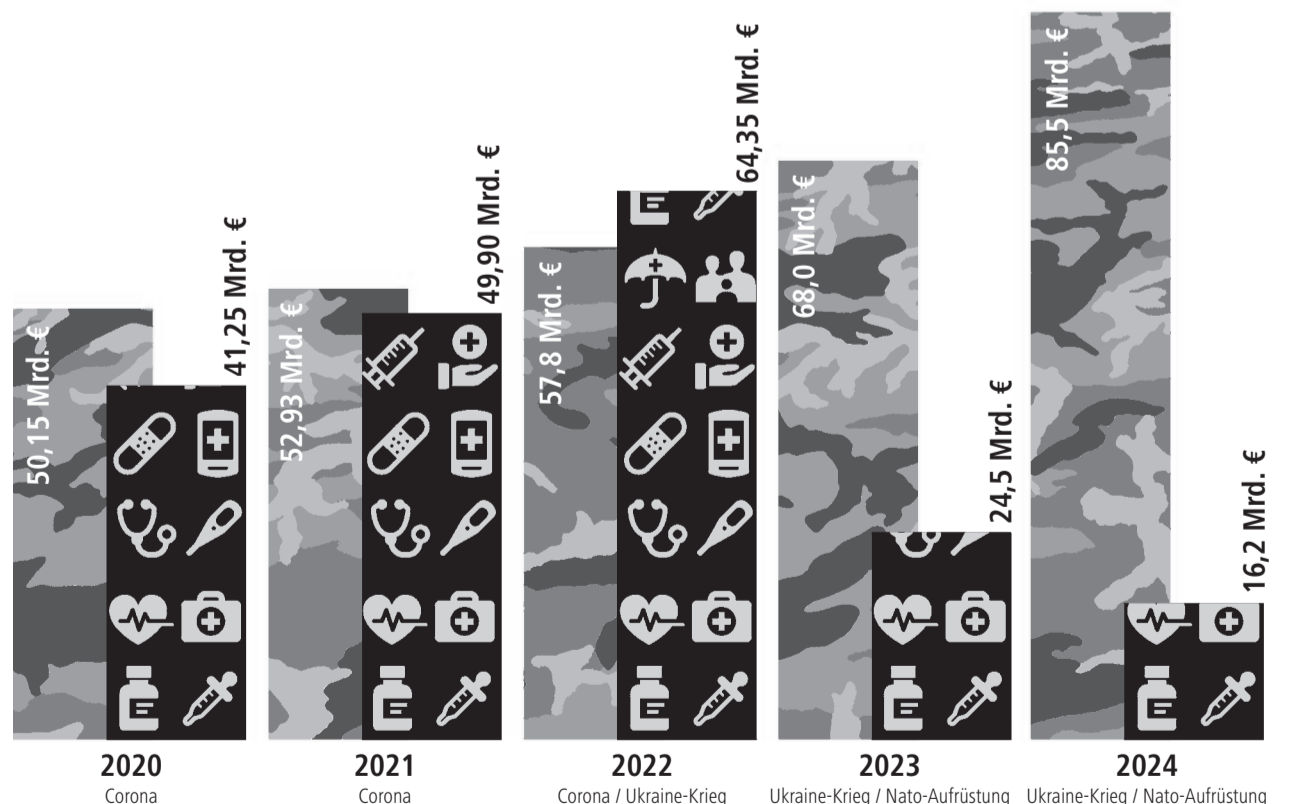 50,15 Mrd. €
41,25 Mrd. €
2020
Corona
52,93 Mrd. €
49,90 Mrd. €
2021
Corona
57,8 Mrd. €
64,35 Mrd. €
2022
Corona / Ukraine-Krieg
68,0 Mrd. €
24,5 Mrd. €
2023
Ukraine-Krieg / Nato-Aufrüstung
85,5 Mrd. €
16,2 Mrd. €
2024
Ukraine-Krieg / Nato-Aufrüstung